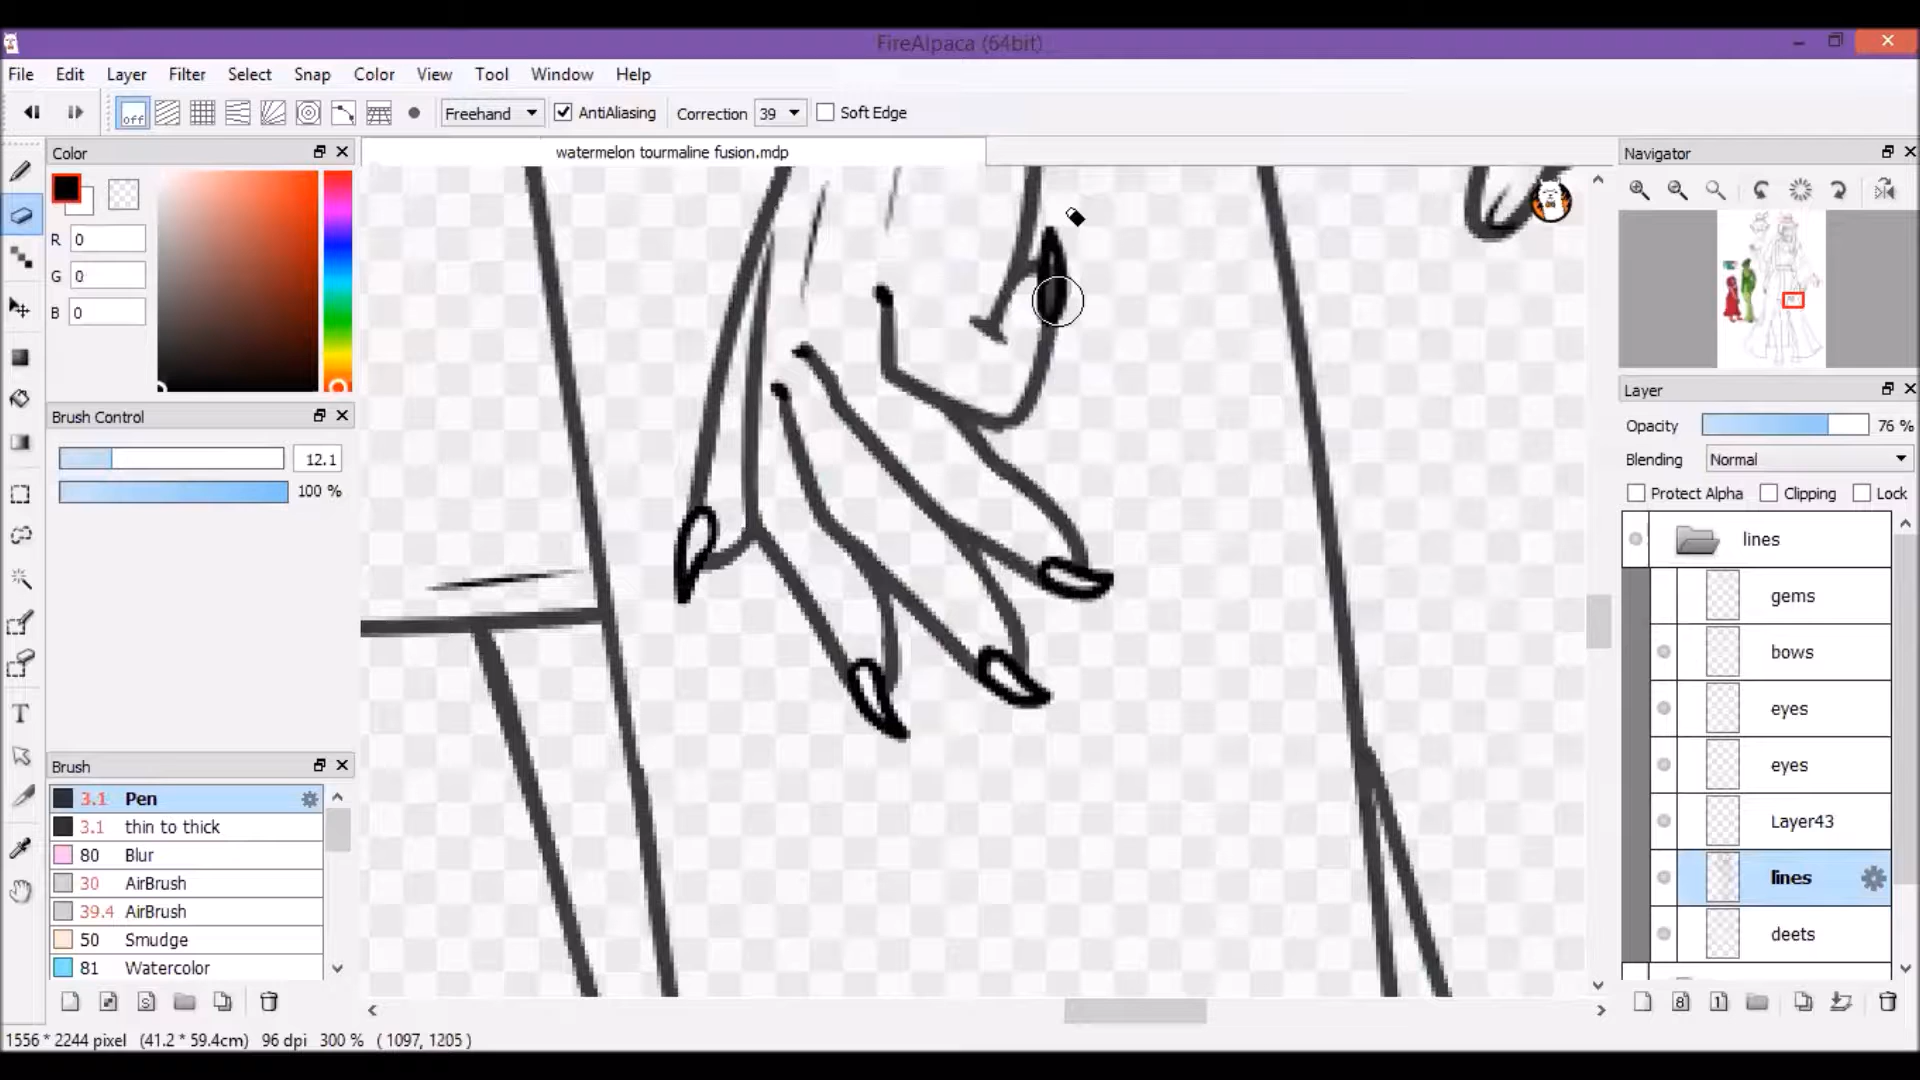 FireAlpaca (64bit)
File Edit Layer Filter Select Snap Color View Tool Window Help
off Freehand AntiAliasing Correction 39 Soft Edge
Color
watermelon tourmaline fusion.mdp
Navigator
R 0
G 0
B 0
Layer
Brush Control
Opacity 76 %
12.1
Blending Normal
100 %
Protect Alpha Clipping Lock
lines
gems
bows
eyes
eyes
Layer43
lines
deets
T
Brush
3.1 Pen
3.1 thin to thick
80 Blur
30 AirBrush
39.4 AirBrush
50 Smudge
81 Watercolor
S
8 1
1556 * 2244 pixel (41.2 * 59.4cm) 96 dpi 300 % ( 1097, 1205 )